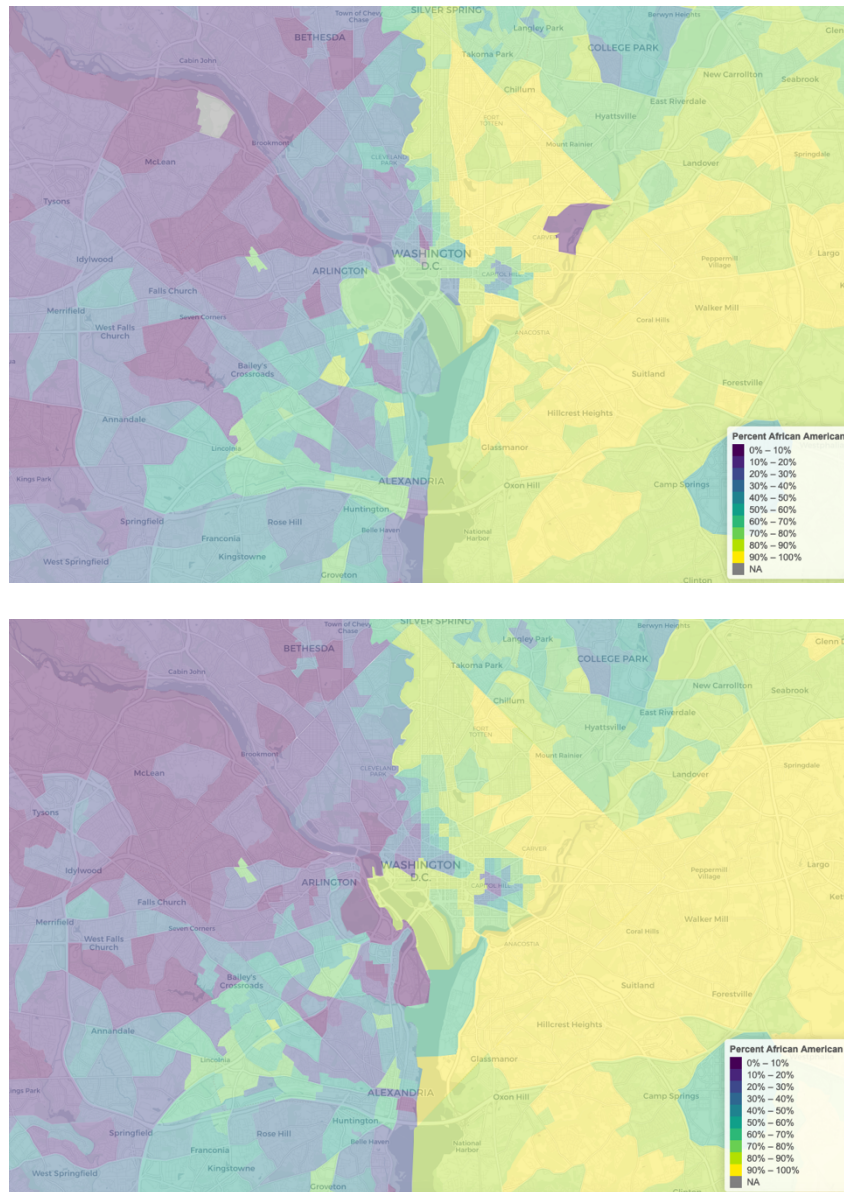 Town of Chevy
Chase
SILVER SPRING
Langley Park
Berwyn Heights
Glen
BETHESDA
COLLEGE PARK
Takoma Park
Cabin John
New Carrollton
Seabrook
Chillum
East Riverdale
FORT
TOTTEN
Hyattsville
Brookmont
Mount Rainier
McLean
CLEVELAND
PARK
Landover
Springdale
Tysons
CARVER
Idylwood
ARLINGTON
WASHINGTON
D.C.
CAPITOL HILL
Peppermill
Village
Largo
Falls Church
Merrifield
Seven Corners
West Falls
Church
Coral Hills
Walker Mill
ANACOSTIA
Bailey's
Crossroads
Suitland
Forestville
Annandale
Hillcrest Heights
Lincolnia
Glassmanor
Kings Park
ALEXANDRIA
Oxon Hill
Camp Springs
Huntington
Springfield
Rose Hill
Belle Haven
National
Harbor
Franconia
West Springfield
Kingstowne
Groveton
Clinton
Percent African American
0% – 10%
10% – 20%
20% – 30%
30% – 40%
40% – 50%
50% – 60%
60% – 70%
70% – 80%
80% – 90%
90% – 100%
NA
Town of Chevy
Chase
SILVER SPRING
Langley Park
Berwyn Heights
Glenn
BETHESDA
COLLEGE PARK
Takoma Park
Cabin John
New Carrollton
Seabrook
Chillum
East Riverdale
FORT
TOTTEN
Hyattsville
Brookmont
Mount Rainier
McLean
CLEVELAND
PARK
Landover
Springdale
Tysons
CARVER
Idylwood
ARLINGTON
WASHINGTON
D.C.
CAPITOL HILL
Peppermill
Village
Largo
Falls Church
Merrifield
Seven Corners
West Falls
Church
Coral Hills
Walker Mill
ANACOSTIA
Bailey's
Crossroads
Suitland
Forestville
Annandale
Hillcrest Heights
Lincolnia
Glassmanor
ings Park
ALEXANDRIA
Oxon Hill
Camp Springs
Huntington
Springfield
Rose Hill
Belle Haven
National
Harbor
Franconia
West Springfield
Kingstowne
Groveton
Percent African American
0% – 10%
10% – 20%
20% – 30%
30% – 40%
40% – 50%
50% – 60%
60% – 70%
70% – 80%
80% – 90%
90% – 100%
NA